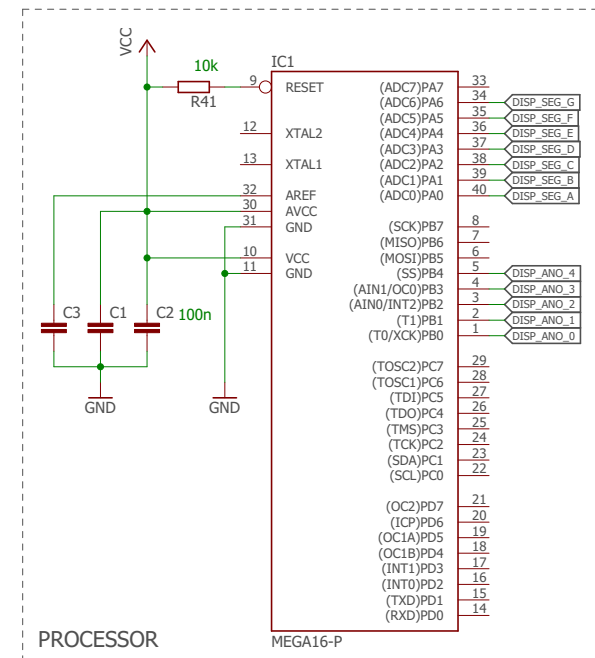 VCC
10k
R41
IC1
9
RESET
12
XTAL2
13
XTAL1
32
AREF
30
AVCC
31
GND
10
VCC
11
GND
C3
C1
C2
100n
GND
GND
(ADC7)PA7 33
(ADC6)PA6 34 DISP_SEG_G
(ADC5)PA5 35 DISP_SEG_F
(ADC4)PA4 36 DISP_SEG_E
(ADC3)PA3 37 DISP_SEG_D
(ADC2)PA2 38 DISP_SEG_C
(ADC1)PA1 39 DISP_SEG_B
(ADC0)PA0 40 DISP_SEG_A
(SCK)PB7 8
(MISO)PB6 7
(MOSI)PB5 6
(SS)PB4 5 DISP_ANO_4
(AIN1/OC0)PB3 4 DISP_ANO_3
(AIN0/INT2)PB2 3 DISP_ANO_2
(T1)PB1 2 DISP_ANO_1
(T0/XCK)PB0 1 DISP_ANO_0
(TOSC2)PC7 29
(TOSC1)PC6 28
(TDI)PC5 27
(TDO)PC4 26
(TMS)PC3 25
(TCK)PC2 24
(SDA)PC1 23
(SCL)PC0 22
(OC2)PD7 21
(ICP)PD6 20
(OC1A)PD5 19
(OC1B)PD4 18
(INT1)PD3 17
(INT0)PD2 16
(TXD)PD1 15
(RXD)PD0 14
PROCESSOR
MEGA16-P